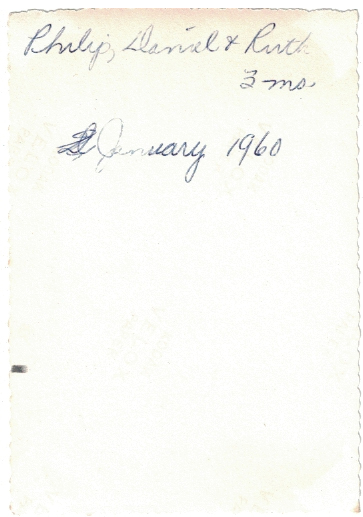 Philip, Daniel & Ruth
3 mo.
January 1960